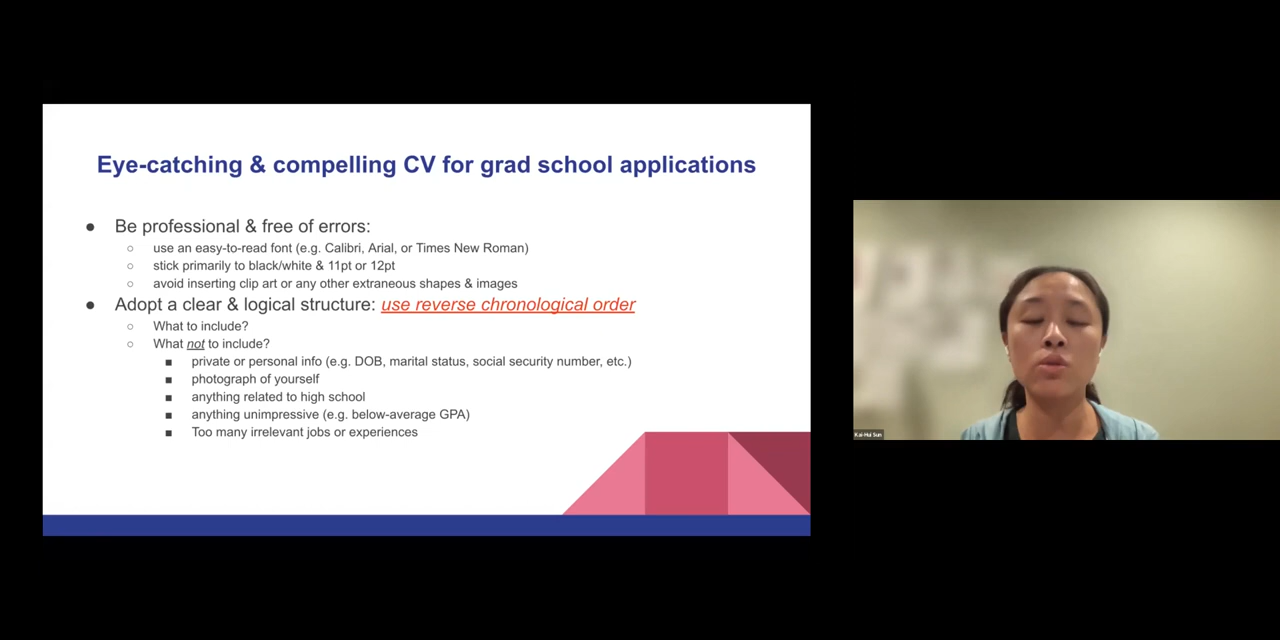 Eye-catching & compelling CV for grad school applications
● Be professional & free of errors:
○ use an easy-to-read font (e.g. Calibri, Arial, or Times New Roman)
○ stick primarily to black/white & 11pt or 12pt
○ avoid inserting clip art or any other extraneous shapes & images
● Adopt a clear & logical structure: use reverse chronological order
○ What to include?
○ What not to include?
■ private or personal info (e.g. DOB, marital status, social security number, etc.)
■ photograph of yourself
■ anything related to high school
■ anything unimpressive (e.g. below-average GPA)
■ Too many irrelevant jobs or experiences
Kai-Hui Sun